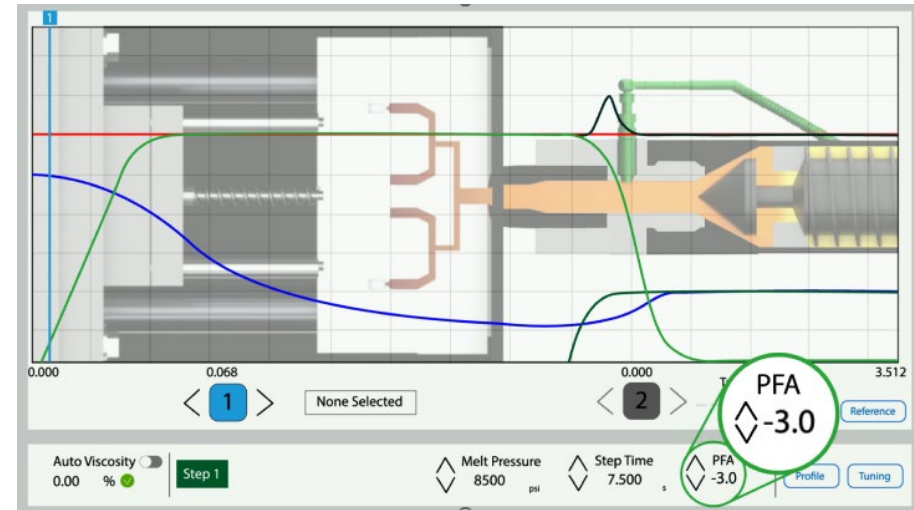 1
0.000
0.068
0.000
T
3.512
1
None Selected
2
PFA
-3.0
Reference
Auto Viscosity
0.00 %
Step 1
Melt Pressure
8500 psi
Step Time
7.500 s
PFA
-3.0
Profile
Tuning